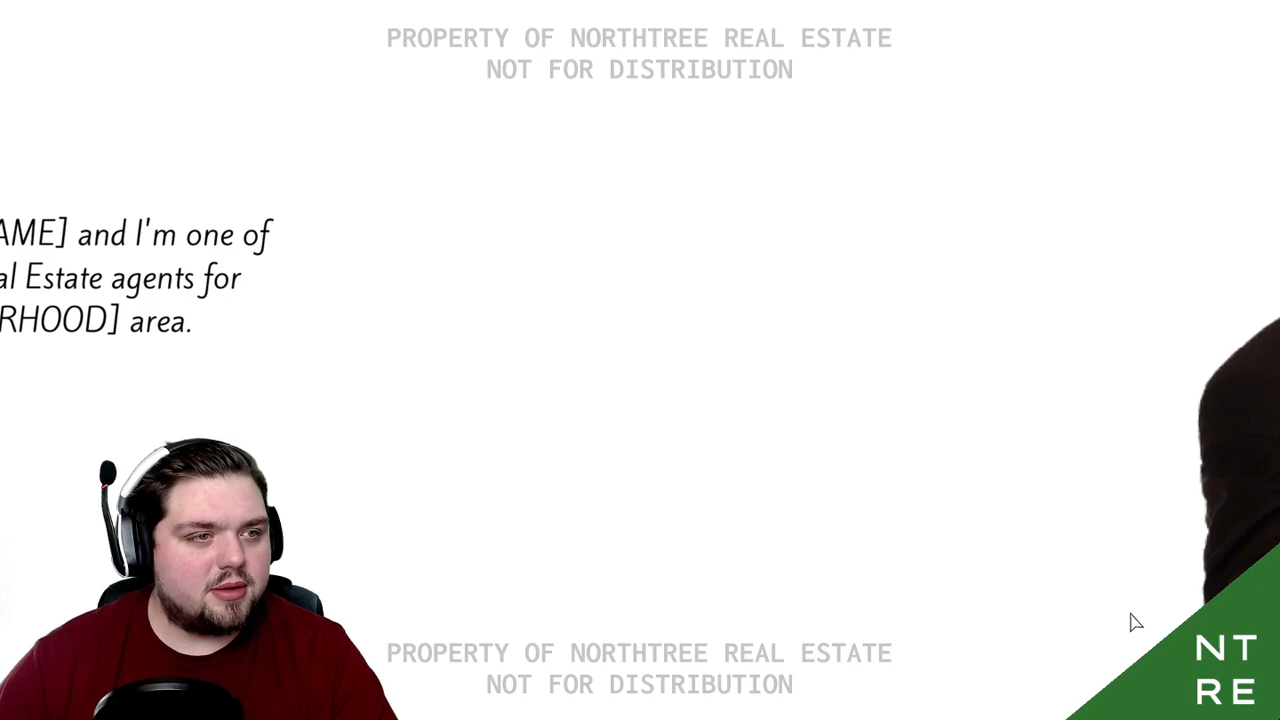 PROPERTY OF NORTHTREE REAL ESTATE
NOT FOR DISTRIBUTION
AME] and I'm one of
al Estate agents for
RHOOD] area.
PROPERTY OF NORTHTREE REAL ESTATE
NOT FOR DISTRIBUTION
NT
RE